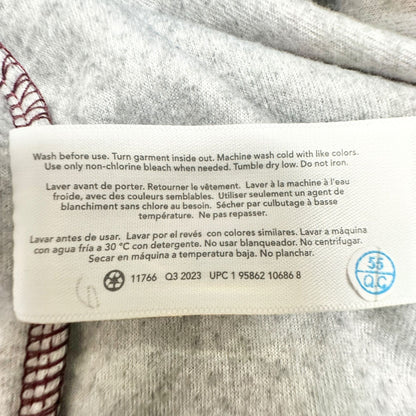 Wash before use. Turn garment inside out. Machine wash cold with like colors.
Use only non-chlorine bleach when needed. Tumble dry low. Do not iron.
Laver avant de porter. Retourner le vêtement. Laver à la machine à l'eau
froide, avec des couleurs semblables. Utiliser seulement un agent de
blanchiment sans chlore au besoin. Sécher par culbutage à basse
température. Ne pas repasser.
Lavar antes de usar. Lavar por el revés con colores similares. Lavar a máquina
con agua fría a 30 °C con detergente. No usar blanqueador. No centrifugar.
Secar en máquina a temperatura baja. No planchar.
11766 Q3 2023 UPC 1 95862 10686 8
55
Q.C